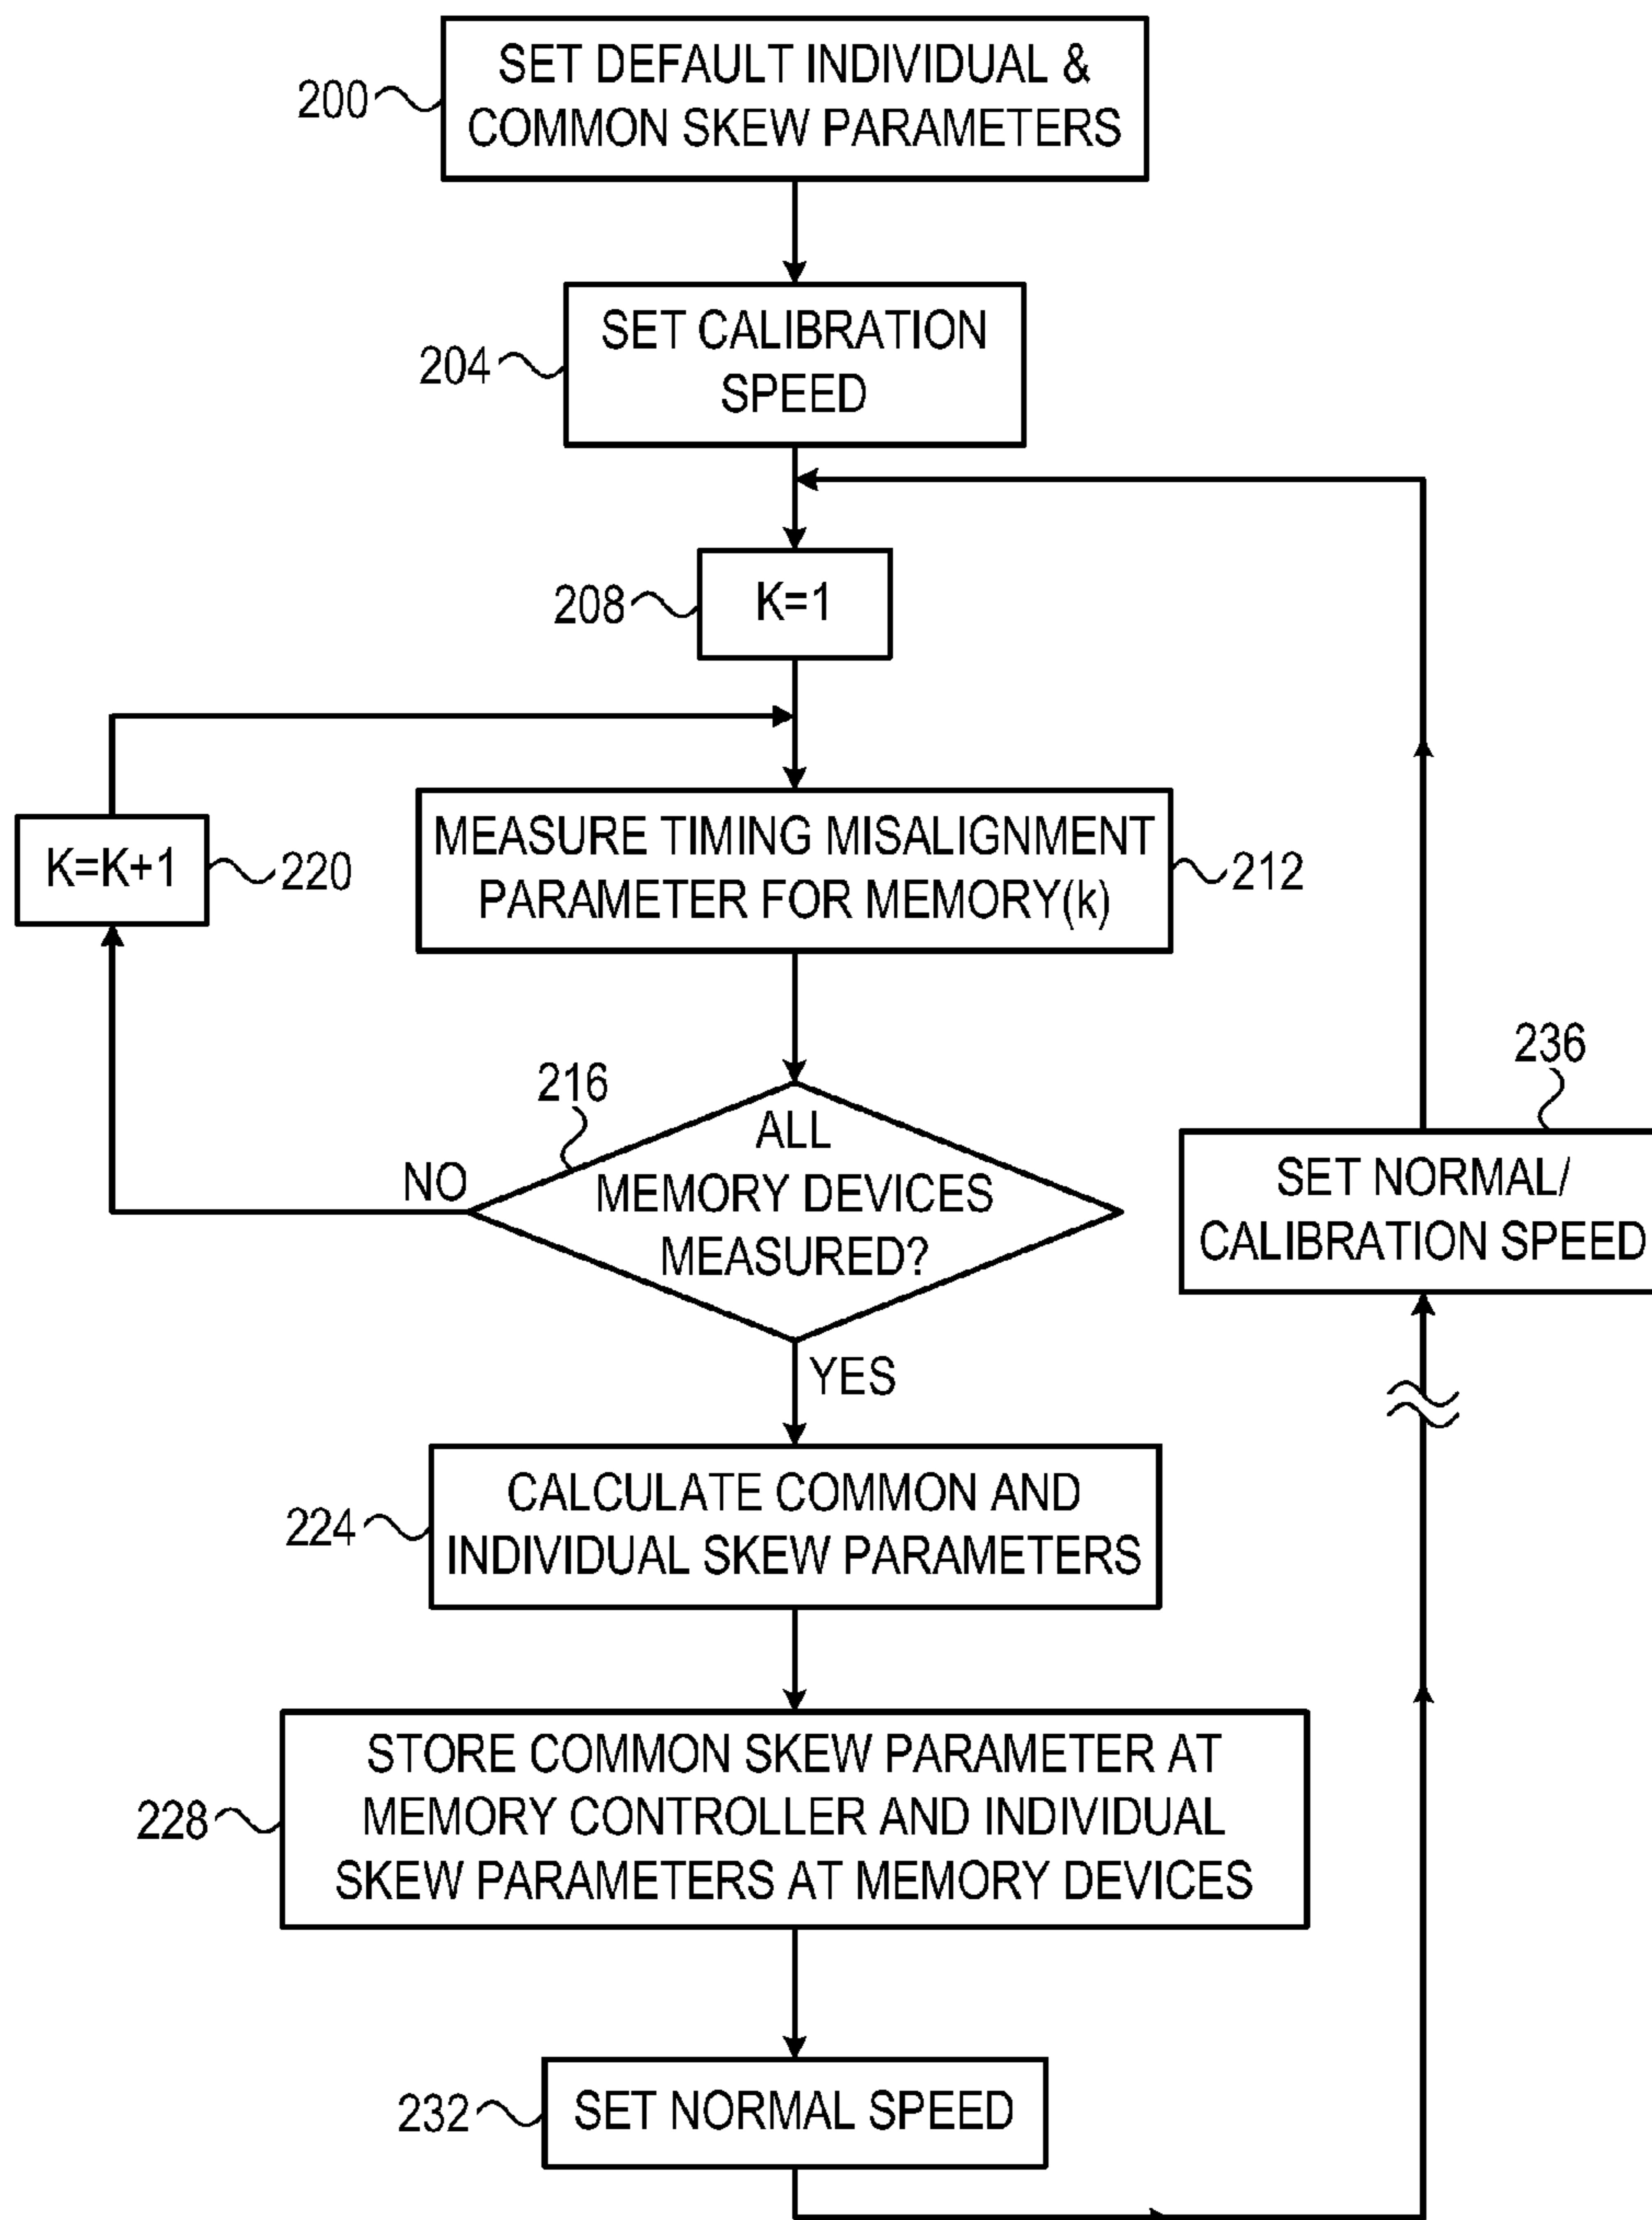 SET DEFAULT INDIVIDUAL &
COMMON SKEW PARAMETERS
200
SET CALIBRATION
SPEED
204
K=1
208
MEASURE TIMING MISALIGNMENT
PARAMETER FOR MEMORY(k)
212
K=K+1
220
216
ALL
MEMORY DEVICES
MEASURED?
NO
YES
236
SET NORMAL/
CALIBRATION SPEED
CALCULATE COMMON AND
INDIVIDUAL SKEW PARAMETERS
224
STORE COMMON SKEW PARAMETER AT
MEMORY CONTROLLER AND INDIVIDUAL
SKEW PARAMETERS AT MEMORY DEVICES
228
SET NORMAL SPEED
232